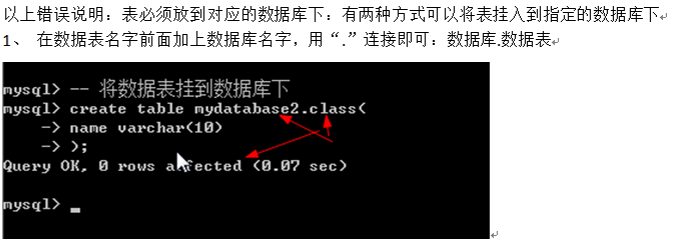 以上错误说明：表必须放到对应的数据库下：有两种方式可以将表挂入到指定的数据库下
1、 在数据表名字前面加上数据库名字，用“.”连接即可：数据库.数据表
mysql> -- 将数据表挂到数据库下
mysql> create table mydatabase2.class(
    -> name varchar(10)
    -> );
Query OK, 0 rows affected (0.07 sec)
mysql> _